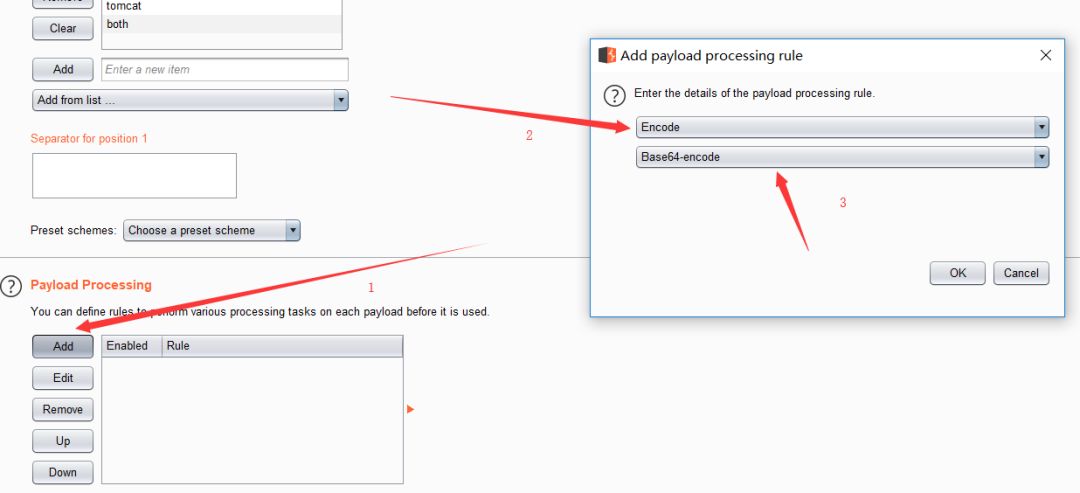 Remove
tomcat
both
Clear
Add
Enter a new item
Add from list ...
Separator for position 1
Preset schemes:
Choose a preset scheme
Add payload processing rule
Enter the details of the payload processing rule.
Encode
Base64-encode
OK
Cancel
2
3
1
Payload Processing
You can define rules to perform various processing tasks on each payload before it is used.
Add
Enabled
Rule
Edit
Remove
Up
Down